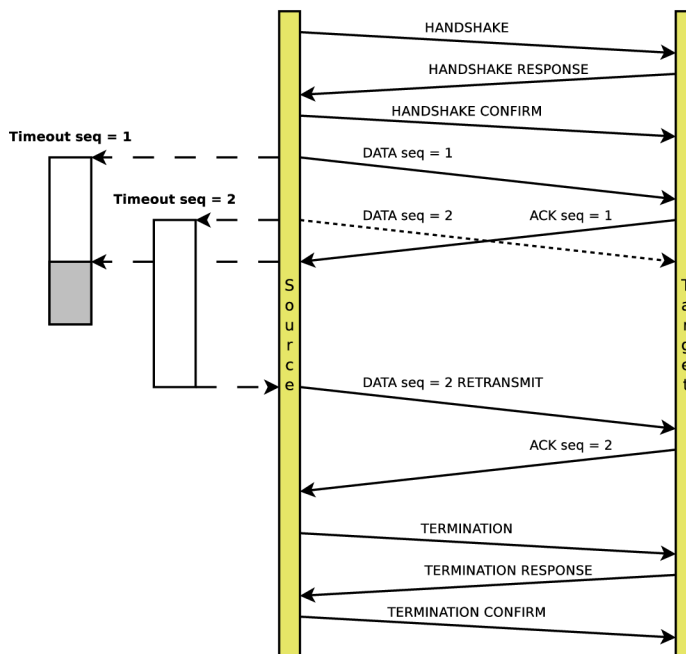 HANDSHAKE
HANDSHAKE RESPONSE
HANDSHAKE CONFIRM
Timeout seq = 1
DATA seq = 1
Timeout seq = 2
DATA seq = 2
ACK seq = 1
Source
Target
DATA seq = 2 RETRANSMIT
ACK seq = 2
TERMINATION
TERMINATION RESPONSE
TERMINATION CONFIRM